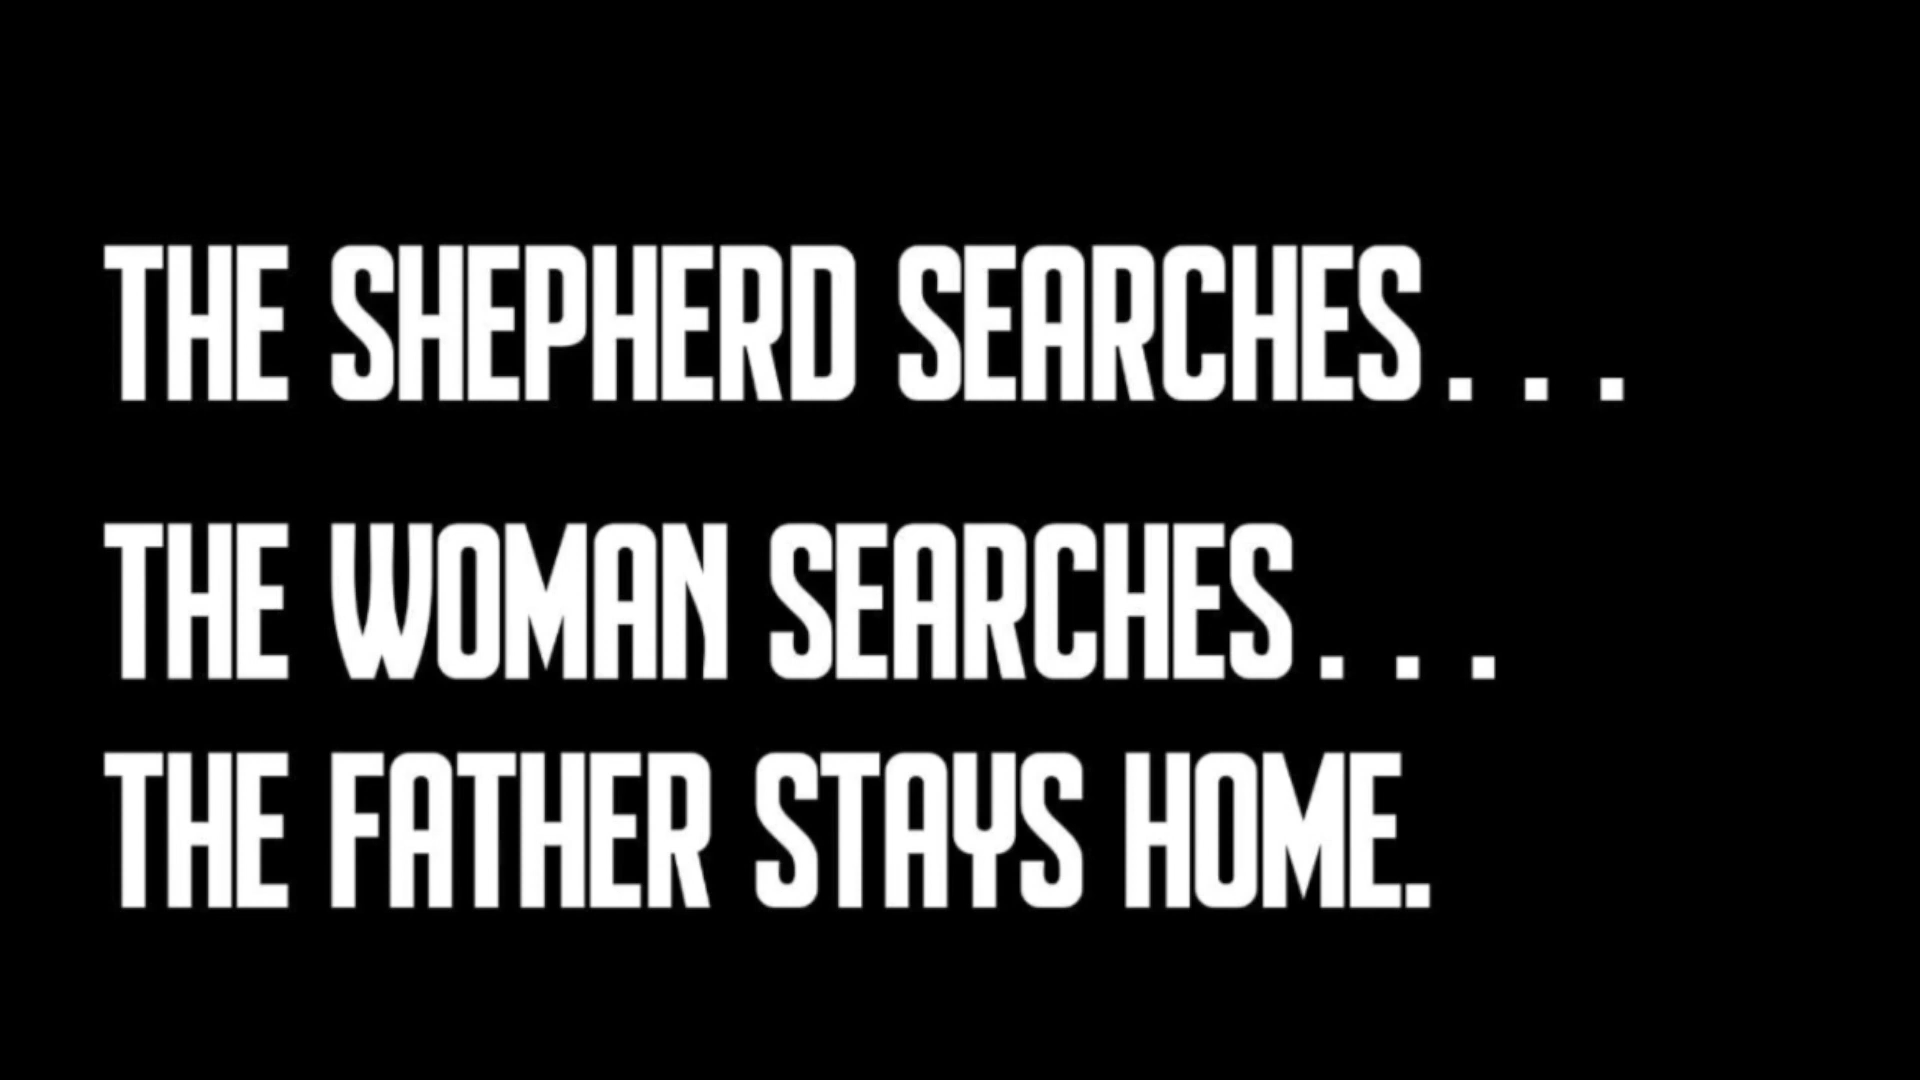 THE SHEPHERD SEARCHES. . .
THE WOMAN SEARCHES. . .
THE FATHER STAYS HOME.